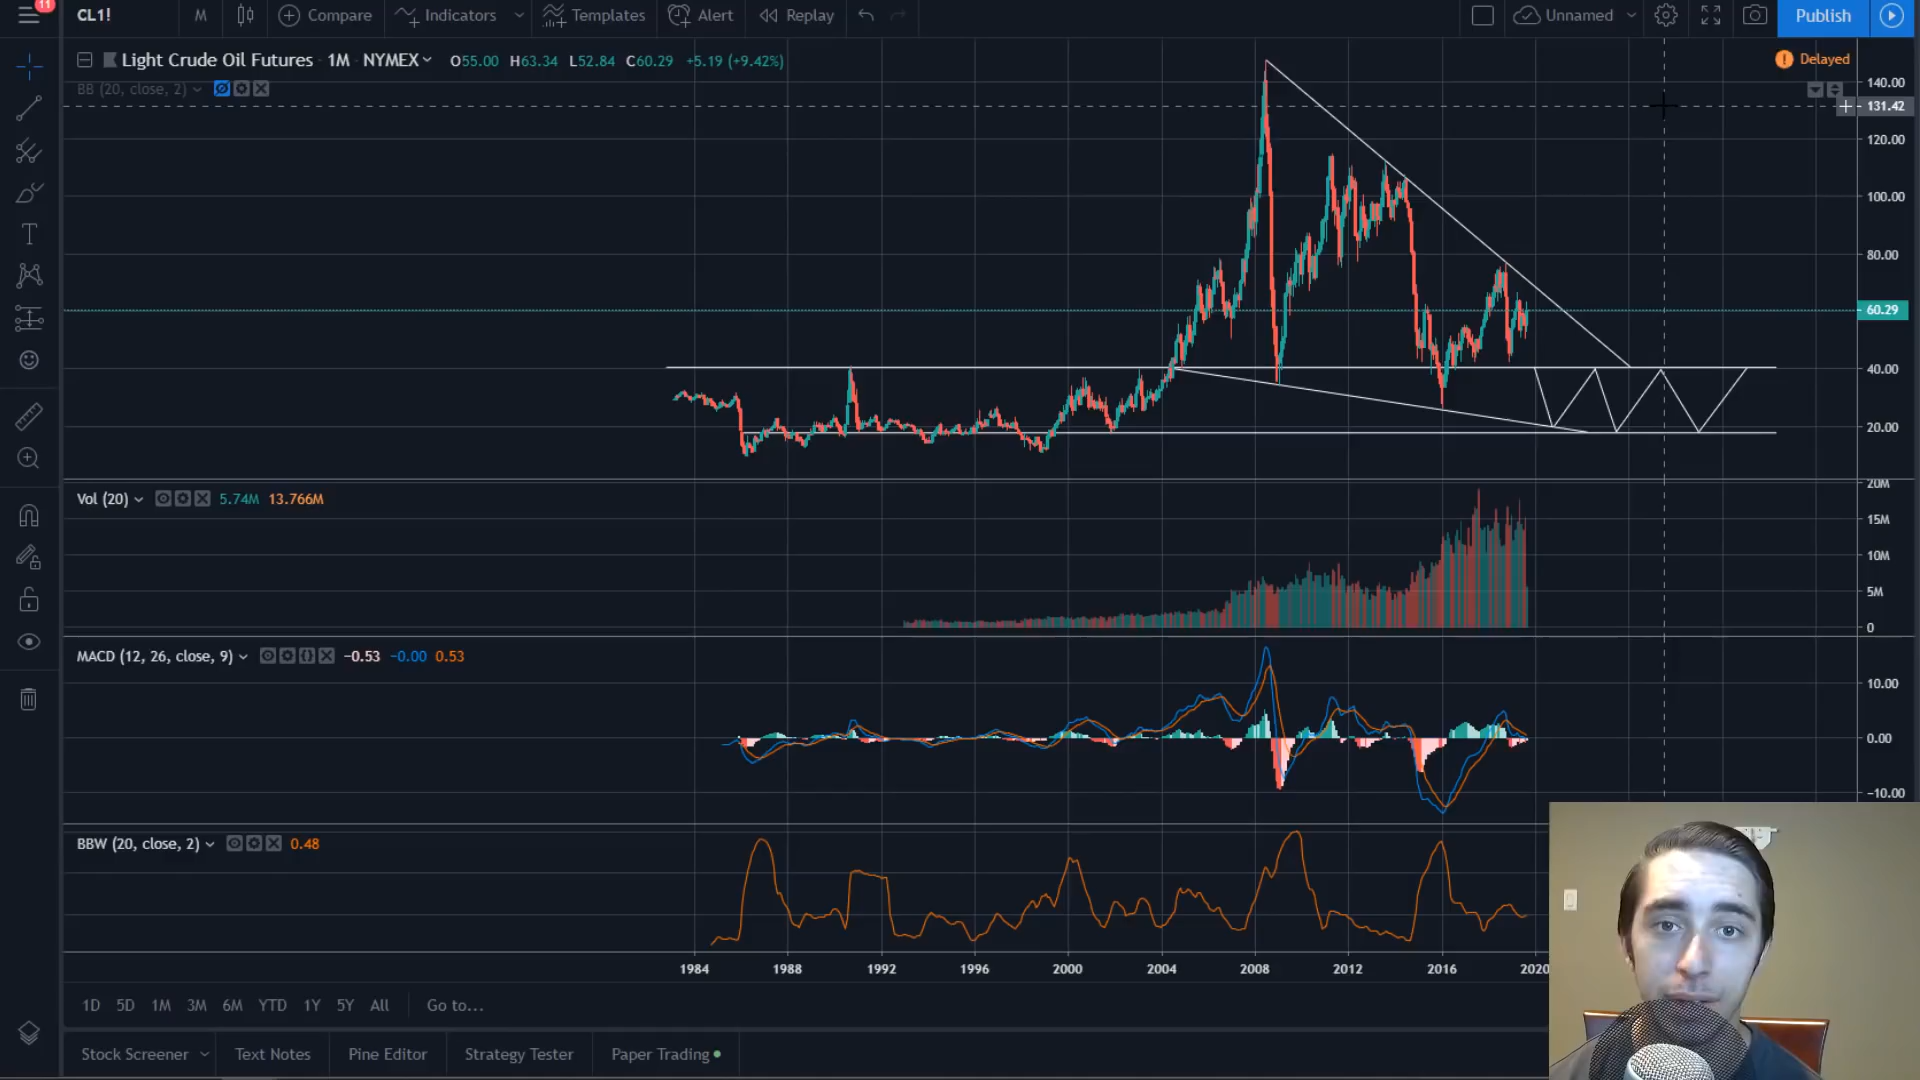 11
CL1! M Compare Indicators Templates Alert Replay Unnamed Publish
Light Crude Oil Futures 1M NYMEX O55.00 H63.34 L52.84 C60.29 +5.19 (+9.42%)
! Delayed
BB (20, close, 2)
140.00
131.42
120.00
100.00
80.00
60.29
40.00
20.00
Vol (20) 5.74M 13.766M
20M
15M
10M
5M
0
MACD (12, 26, close, 9) −0.53 −0.00 0.53
10.00
0.00
−10.00
BBW (20, close, 2) 0.48
1984 1988 1992 1996 2000 2004 2008 2012 2016 2020
1D 5D 1M 3M 6M YTD 1Y 5Y All Go to...
Stock Screener Text Notes Pine Editor Strategy Tester Paper Trading